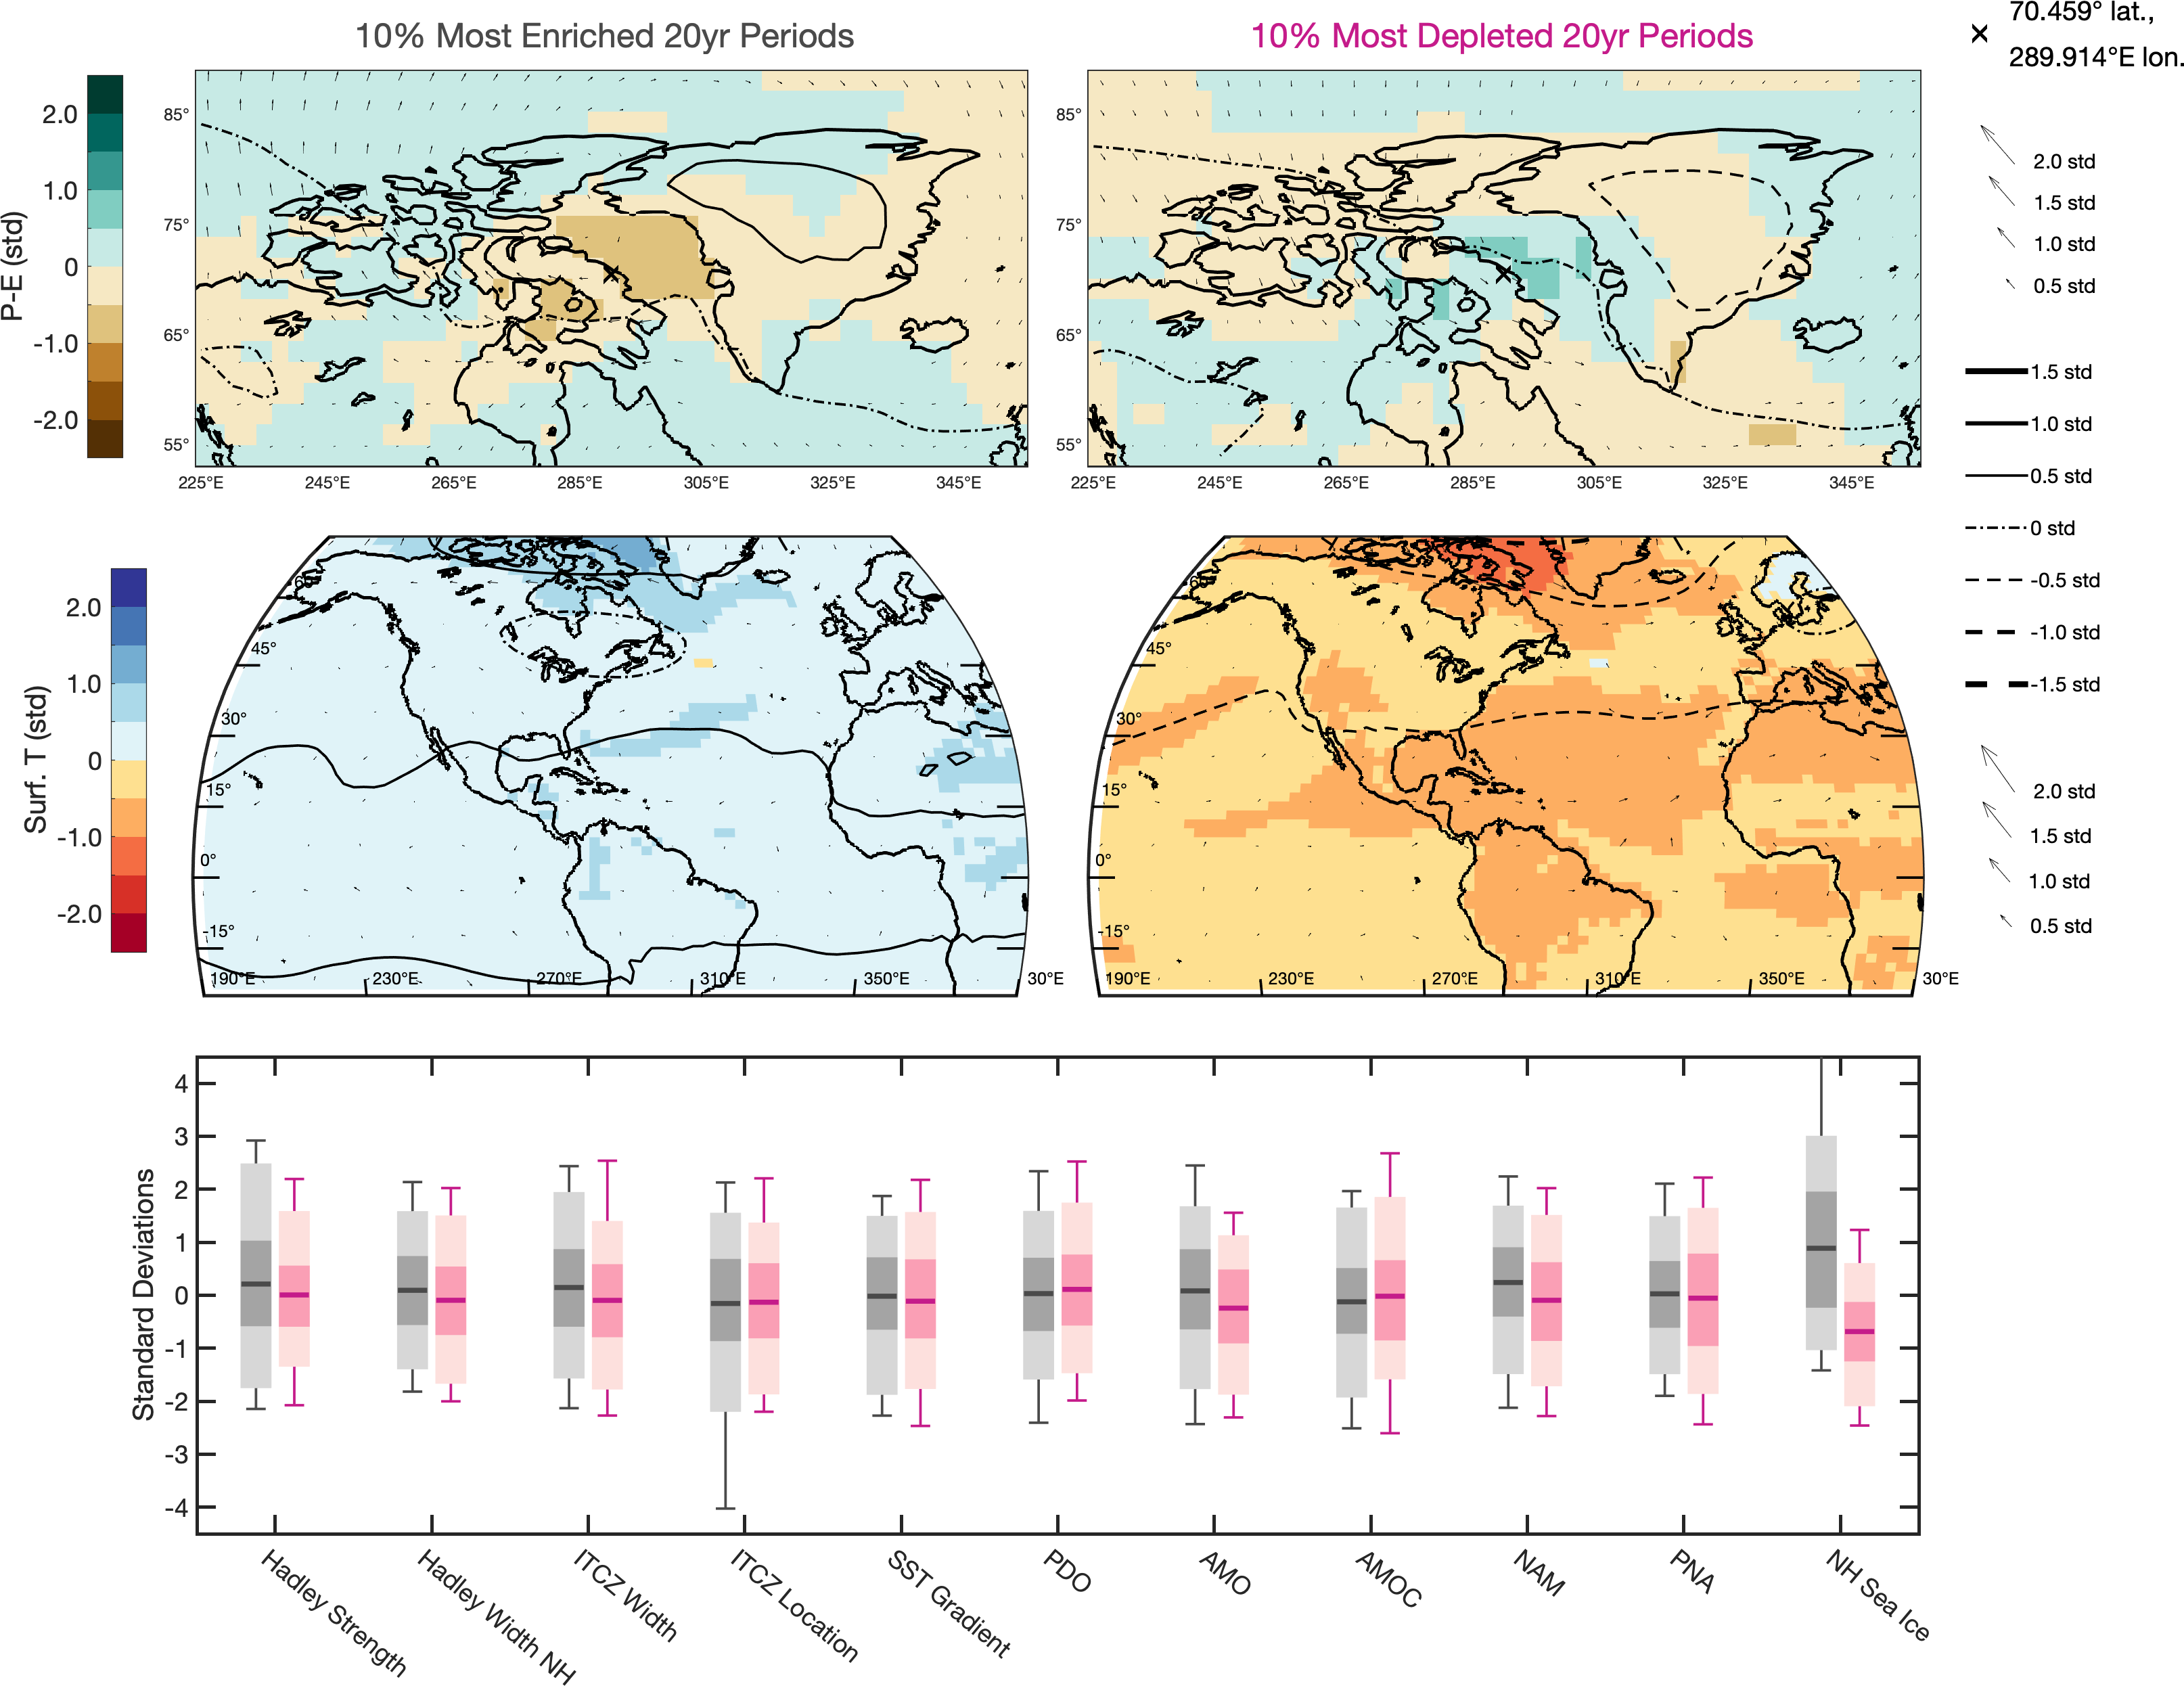 10% Most Enriched 20yr Periods
10% Most Depleted 20yr Periods
70.459° lat.,
289.914°E lon.
P-E (std)
2.0
1.0
0
-1.0
-2.0
85°
75°
65°
55°
225°E 245°E 265°E 285°E 305°E 325°E 345°E
85°
75°
65°
55°
225°E 245°E 265°E 285°E 305°E 325°E 345°E
2.0 std
1.5 std
1.0 std
0.5 std
1.5 std
1.0 std
0.5 std
0 std
-0.5 std
-1.0 std
-1.5 std
Surf. T (std)
2.0
1.0
0
-1.0
-2.0
60°
45°
30°
15°
0°
-15°
190°E 230°E 270°E 310°E 350°E 30°E
60°
45°
30°
15°
0°
-15°
190°E 230°E 270°E 310°E 350°E 30°E
2.0 std
1.5 std
1.0 std
0.5 std
Standard Deviations
4
3
2
1
0
-1
-2
-3
-4
Hadley Strength
Hadley Width NH
ITCZ Width
ITCZ Location
SST Gradient
PDO
AMO
AMOC
NAM
PNA
NH Sea Ice